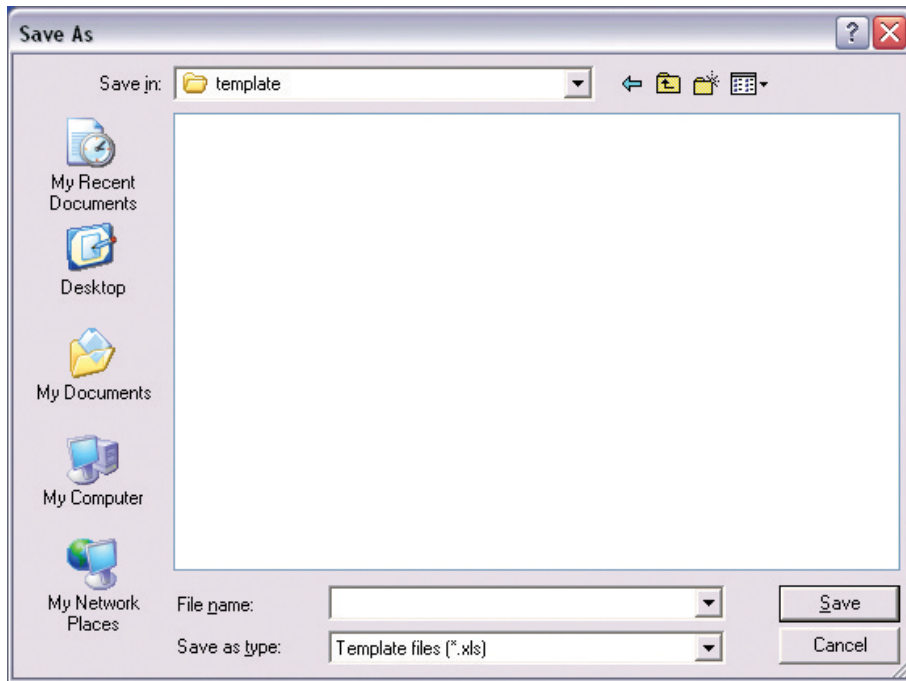 Save As
Save in: template
My Recent
Documents
Desktop
My Documents
My Computer
My Network
Places
File name:
Save as type: Template files (*.xls)
Save
Cancel